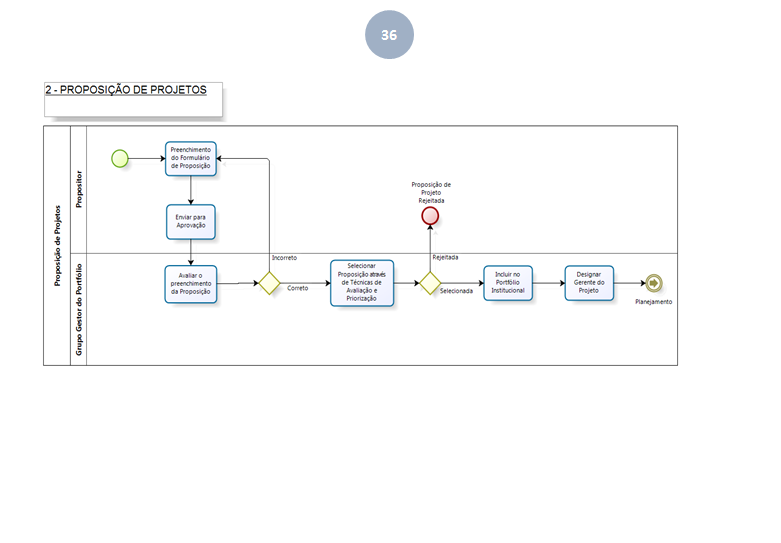 36
2 - PROPOSIÇÃO DE PROJETOS
Proposição de Projetos
Propositor
Preenchimento
do Formulário
de Proposição
Enviar para
Aprovação
Proposição de
Projeto
Rejeitada
Grupo Gestor do Portfólio
Avaliar o
preenchimento
da Proposição
Incorreto
Correto
Selecionar
Proposição através
de Técnicas de
Avaliação e
Priorização
Rejeitada
Selecionada
Incluir no
Portfólio
Institucional
Designar
Gerente do
Projeto
Planejamento